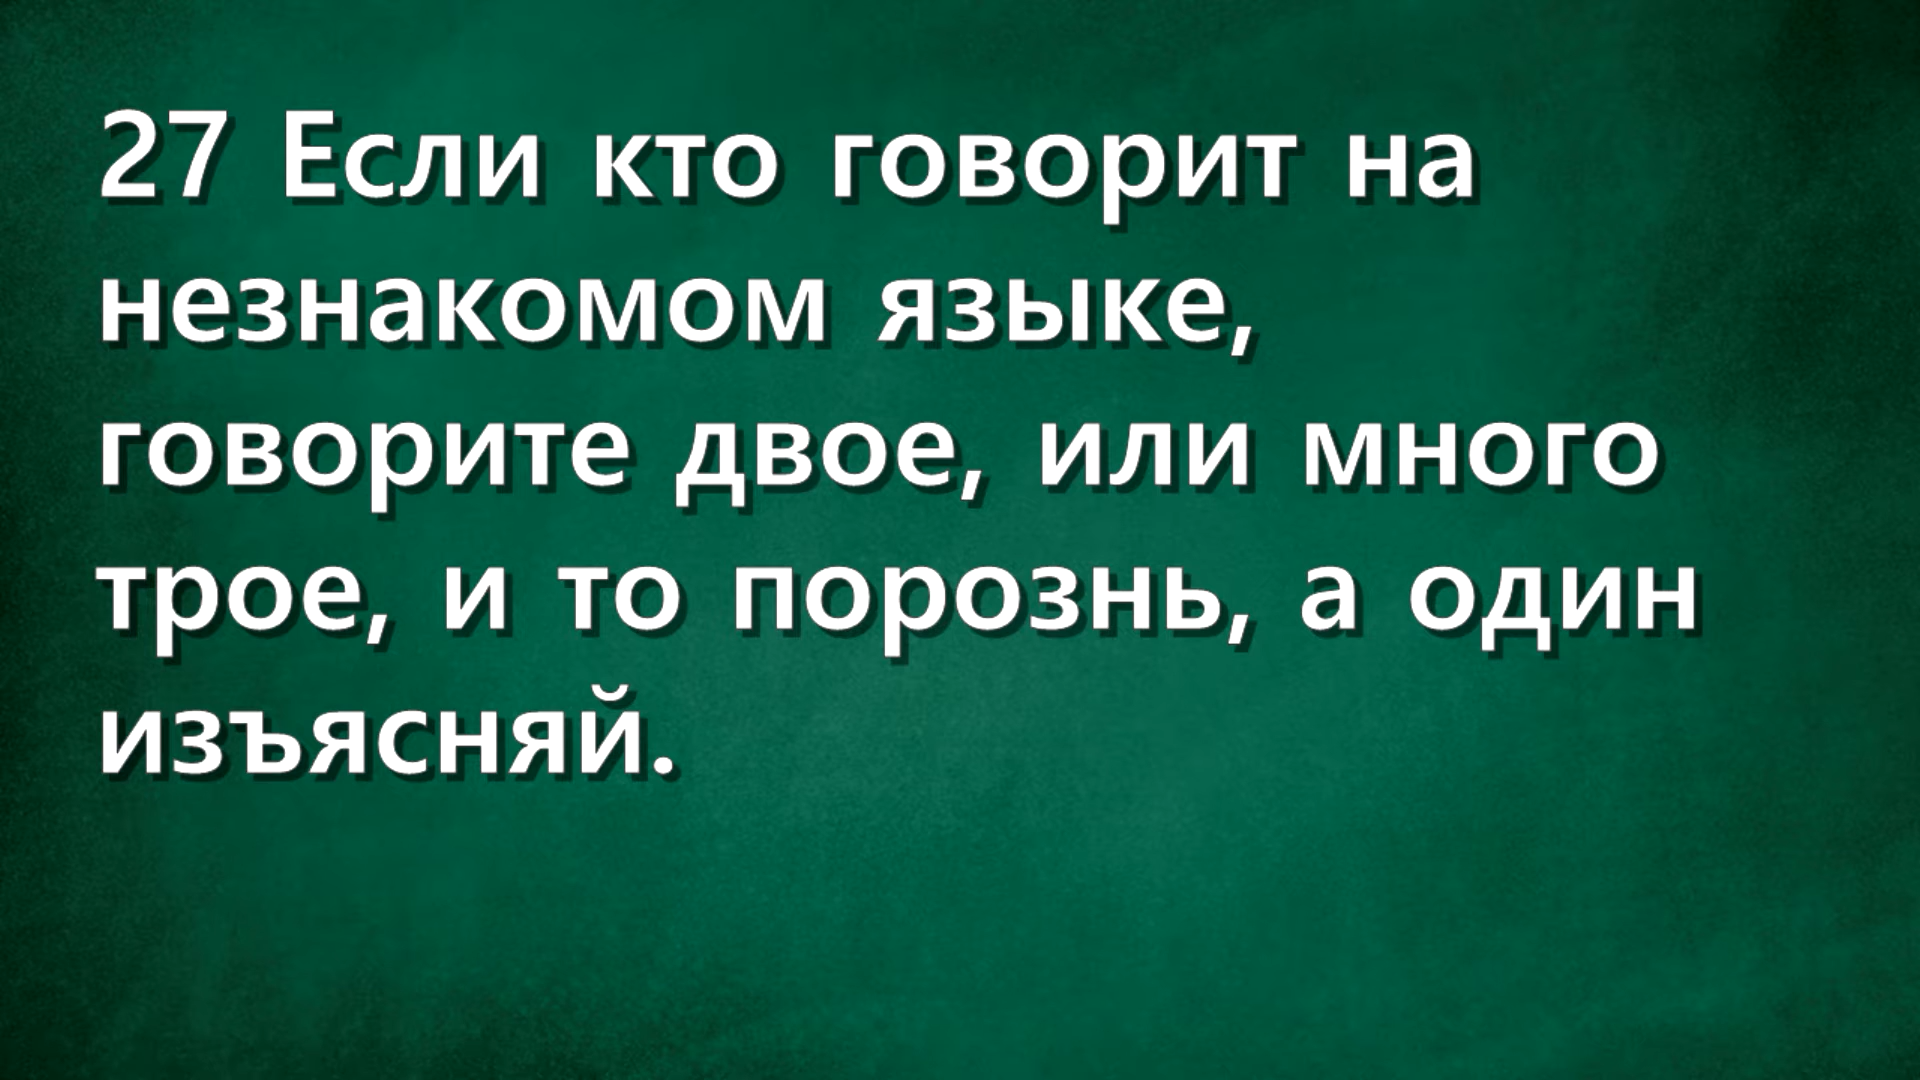 27 Если кто говорит на
незнакомом языке,
говорите двое, или много
трое, и то порознь, а один
изъясняй.